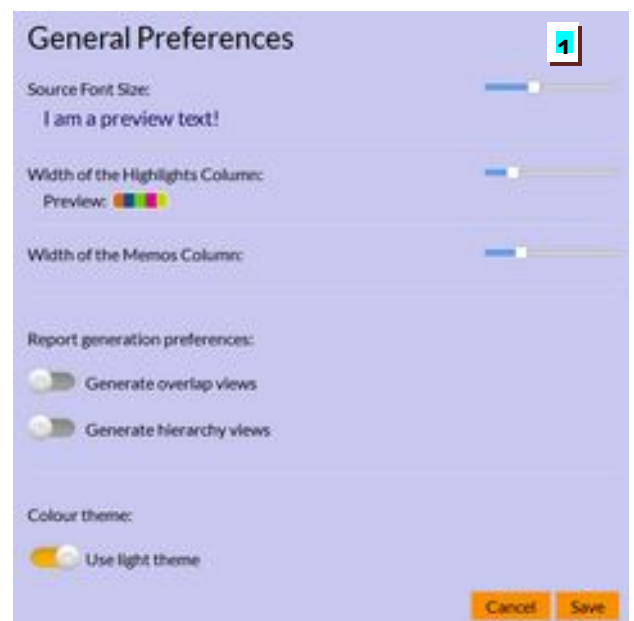 General Preferences
1
Source Font Size:
I am a preview text!
Width of the Highlights Column:
Preview:
Width of the Memos Column:
Report generation preferences:
Generate overlap views
Generate hierarchy views
Colour theme:
Use light theme
Cancel Save